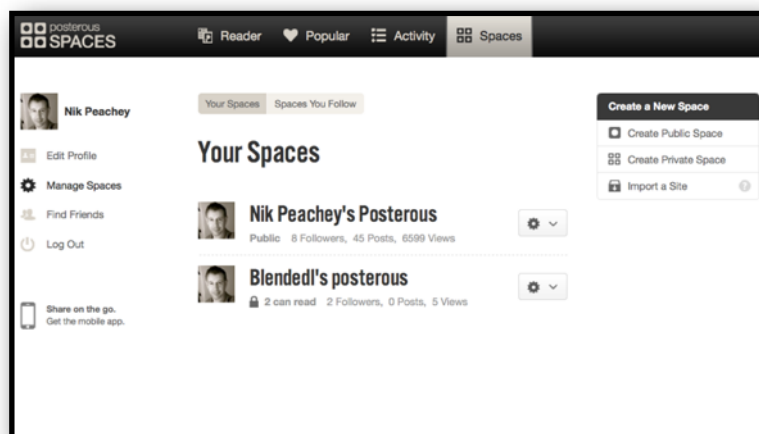 posterous
SPACES
Reader
Popular
Activity
Spaces
Nik Peachey
Edit Profile
Manage Spaces
Find Friends
Log Out
Share on the go.
Get the mobile app.
Your Spaces
Spaces You Follow
Your Spaces
Nik Peachey's Posterous
Public 8 Followers, 45 Posts, 6599 Views
Blendedl's posterous
2 can read 2 Followers, 0 Posts, 5 Views
Create a New Space
Create Public Space
Create Private Space
Import a Site
?